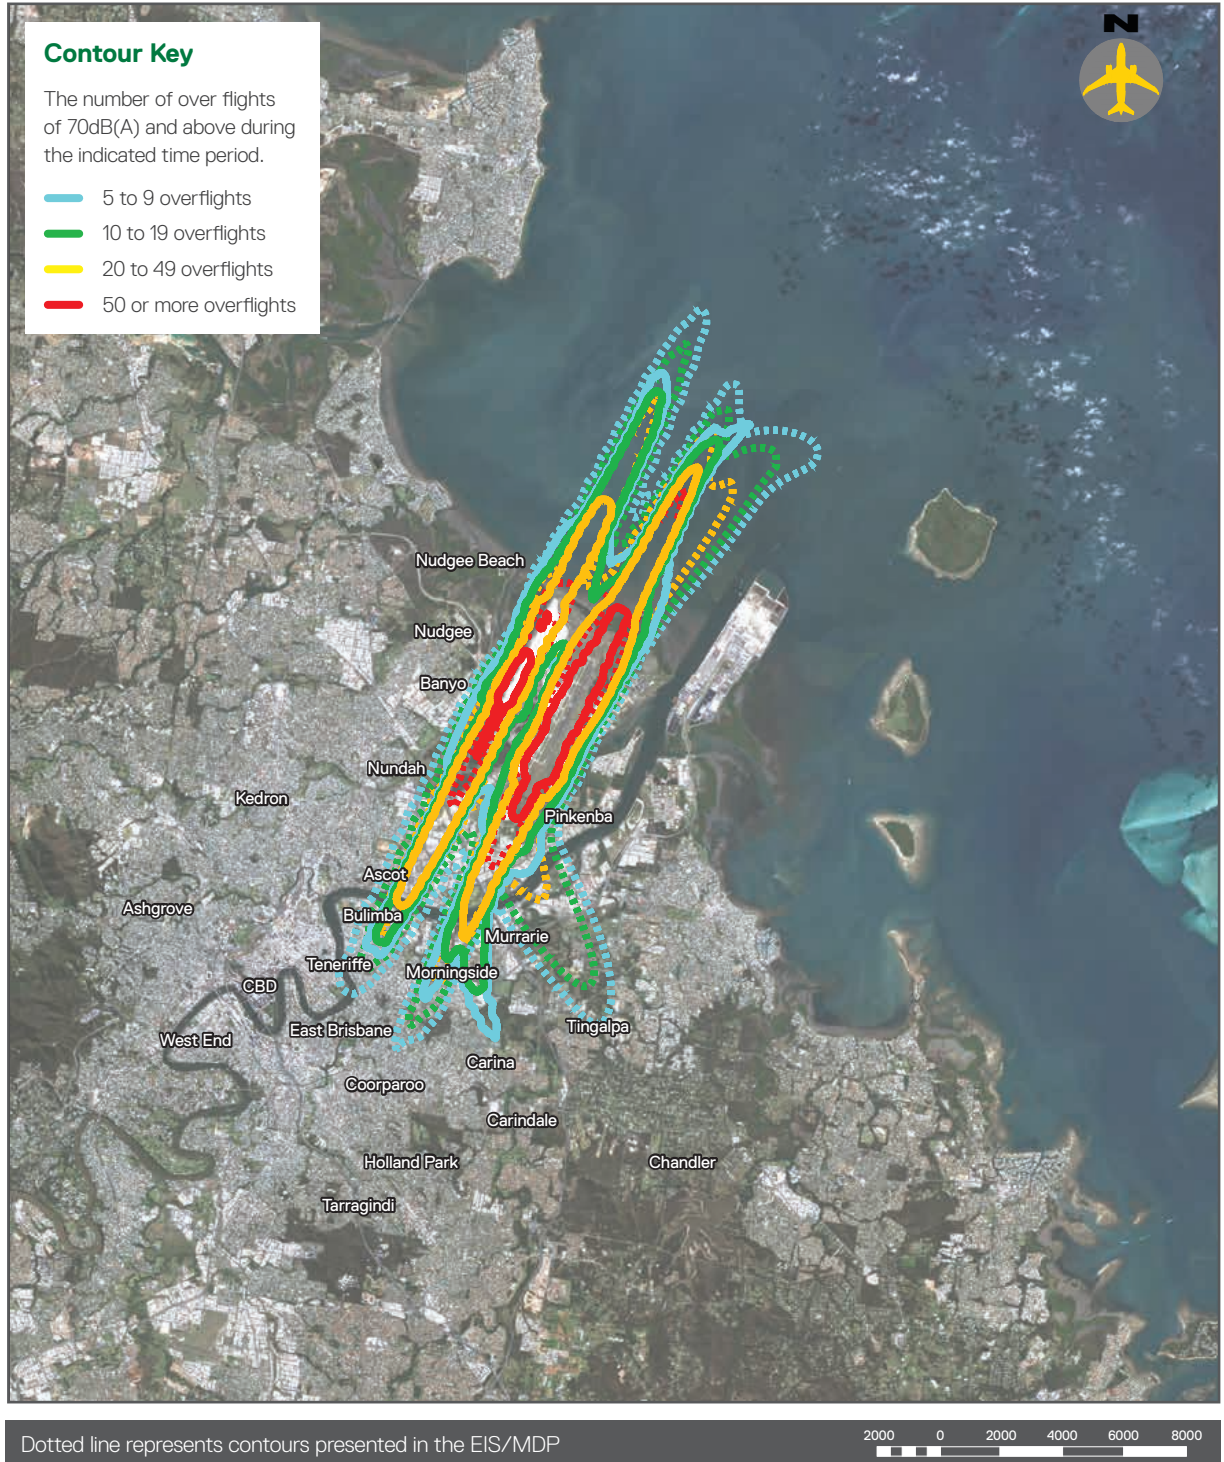 N
Contour Key
The number of over flights
of 70dB(A) and above during
the indicated time period.
5 to 9 overflights
10 to 19 overflights
20 to 49 overflights
50 or more overflights
Nudgee Beach
Nudgee
Banyo
Nundah
Kedron
Pinkenba
Ascot
Ashgrove
Bulimba
Murrarie
Teneriffe
Morningside
CBD
Tingalpa
East Brisbane
West End
Carina
Coorparoo
Carindale
Holland Park
Chandler
Tarragindi
Dotted line represents contours presented in the EIS/MDP
2000 0 2000 4000 6000 8000